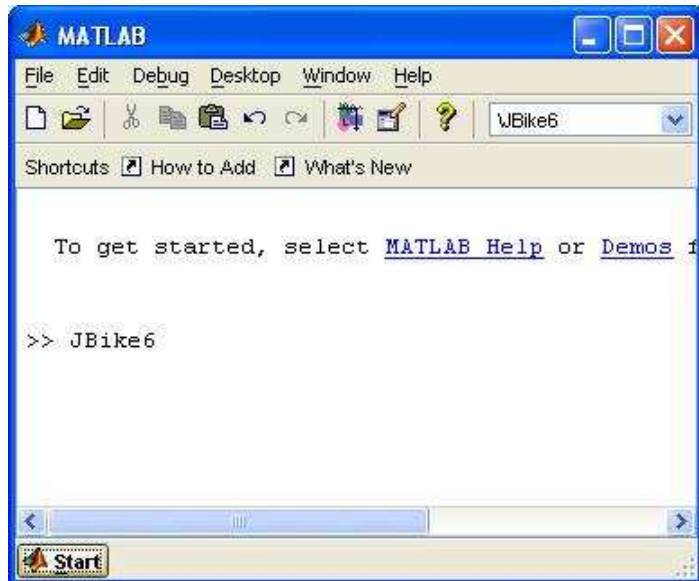 MATLAB
File Edit Debug Desktop Window Help
\JBike6
Shortcuts How to Add What's New
To get started, select MATLAB Help or Demos f
>> JBike6
Start